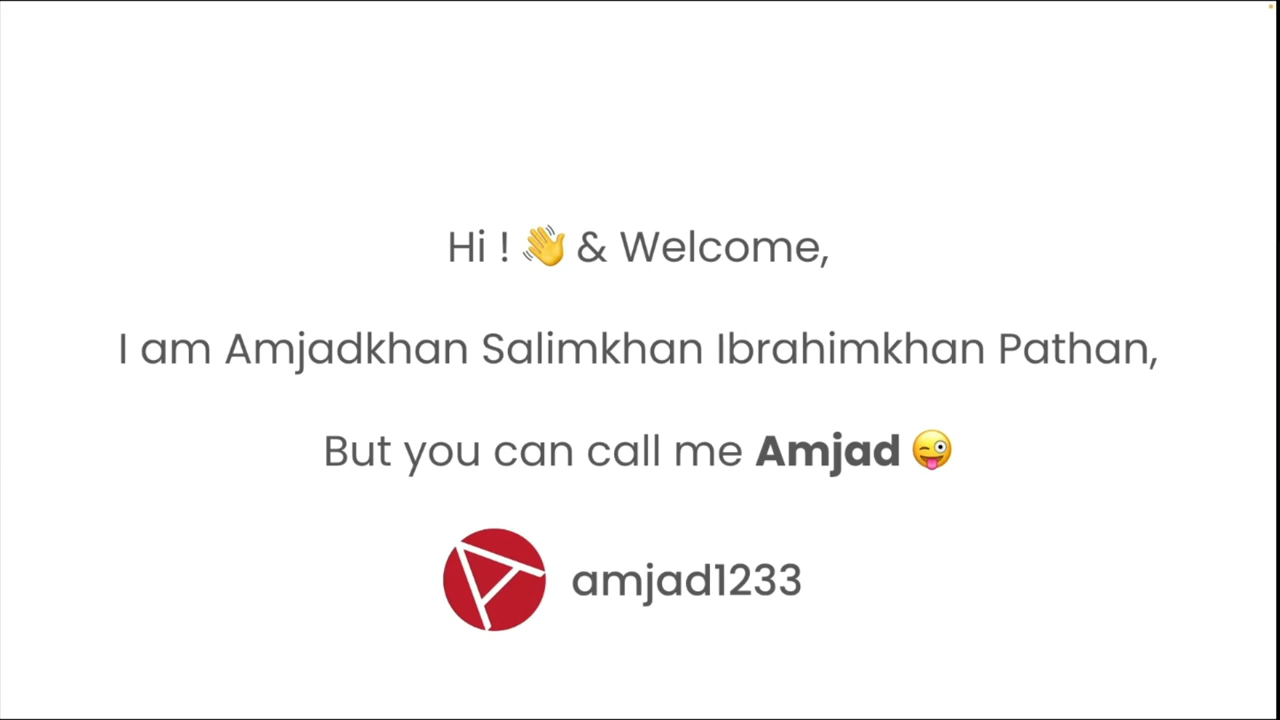 Hi ! 👋 & Welcome,
I am Amjadkhan Salimkhan Ibrahimkhan Pathan,
But you can call me Amjad 😜
amjad1233